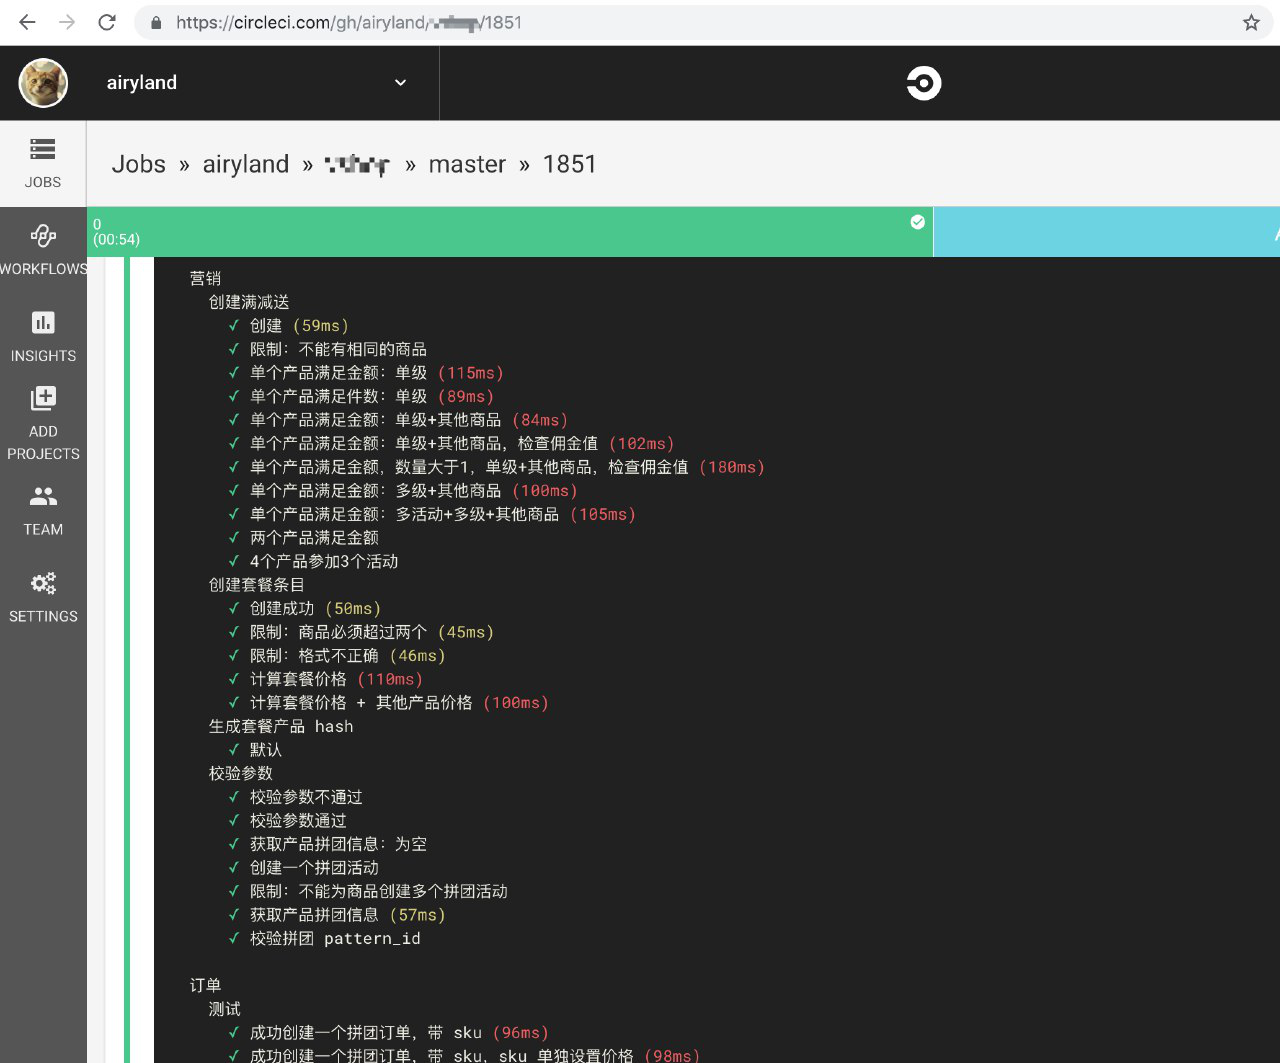 https://circleci.com/gh/airyland/ /1851
airyland
JOBS
Jobs » airyland » » master » 1851
0
(00:54)
WORKFLOWS
INSIGHTS
ADD
PROJECTS
TEAM
SETTINGS
营销
创建满减送
✓ 创建 (59ms)
✓ 限制：不能有相同的商品
✓ 单个产品满足金额：单级 (115ms)
✓ 单个产品满足件数：单级 (89ms)
✓ 单个产品满足金额：单级+其他商品 (84ms)
✓ 单个产品满足金额：单级+其他商品，检查佣金值 (102ms)
✓ 单个产品满足金额，数量大于1，单级+其他商品，检查佣金值 (180ms)
✓ 单个产品满足金额：多级+其他商品 (100ms)
✓ 单个产品满足金额：多活动+多级+其他商品 (105ms)
✓ 两个产品满足金额
✓ 4个产品参加3个活动
创建套餐条目
✓ 创建成功 (50ms)
✓ 限制：商品必须超过两个 (45ms)
✓ 限制：格式不正确 (46ms)
✓ 计算套餐价格 (110ms)
✓ 计算套餐价格 + 其他产品价格 (100ms)
生成套餐产品 hash
✓ 默认
校验参数
✓ 校验参数不通过
✓ 校验参数通过
✓ 获取产品拼团信息：为空
✓ 创建一个拼团活动
✓ 限制：不能为商品创建多个拼团活动
✓ 获取产品拼团信息 (57ms)
✓ 校验拼团 pattern_id
订单
测试
✓ 成功创建一个拼团订单，带 sku (96ms)
✓ 成功创建一个拼团订单，带 sku，sku 单独设置价格 (98ms)